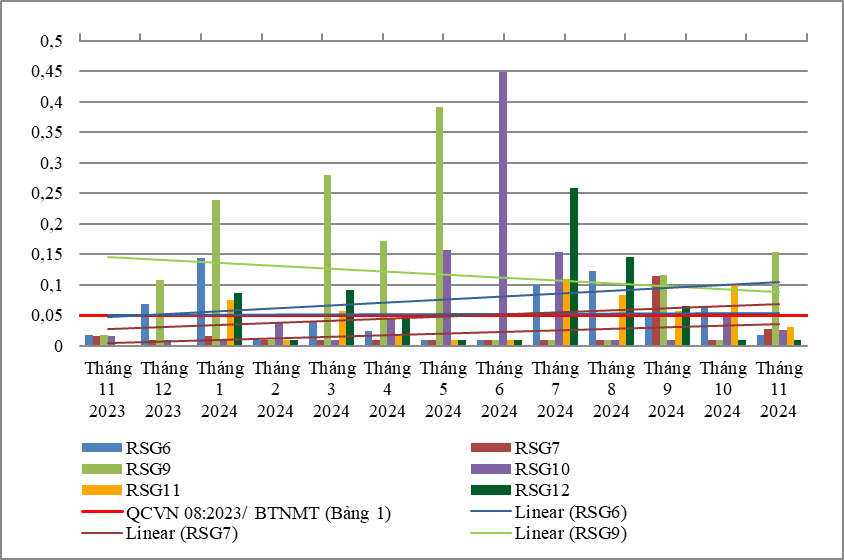 0,5
0,45
0,4
0,35
0,3
0,25
0,2
0,15
0,1
0,05
0
Tháng 11 2023
Tháng 12 2023
Tháng 1 2024
Tháng 2 2024
Tháng 3 2024
Tháng 4 2024
Tháng 5 2024
Tháng 6 2024
Tháng 7 2024
Tháng 8 2024
Tháng 9 2024
Tháng 10 2024
Tháng 11 2024
RSG6
RSG7
RSG9
RSG10
RSG11
RSG12
QCVN 08:2023/ BTNMT (Bảng 1)
Linear (RSG6)
Linear (RSG7)
Linear (RSG9)